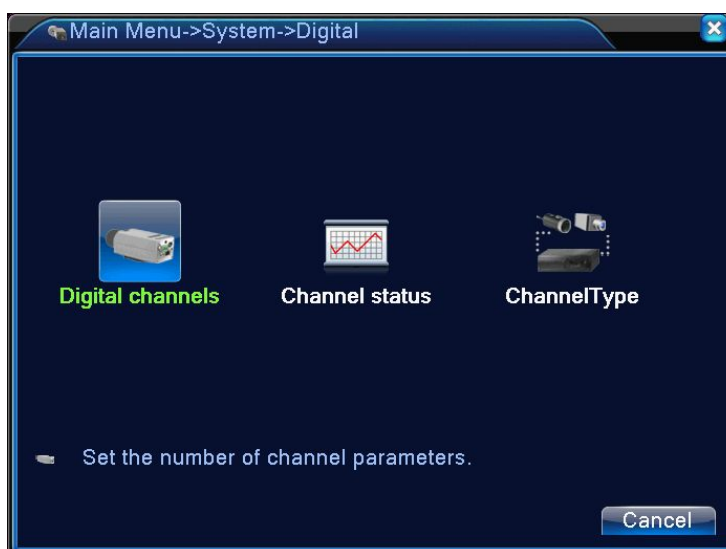 Main Menu->System->Digital
Digital channels
Channel status
ChannelType
Set the number of channel parameters.
Cancel